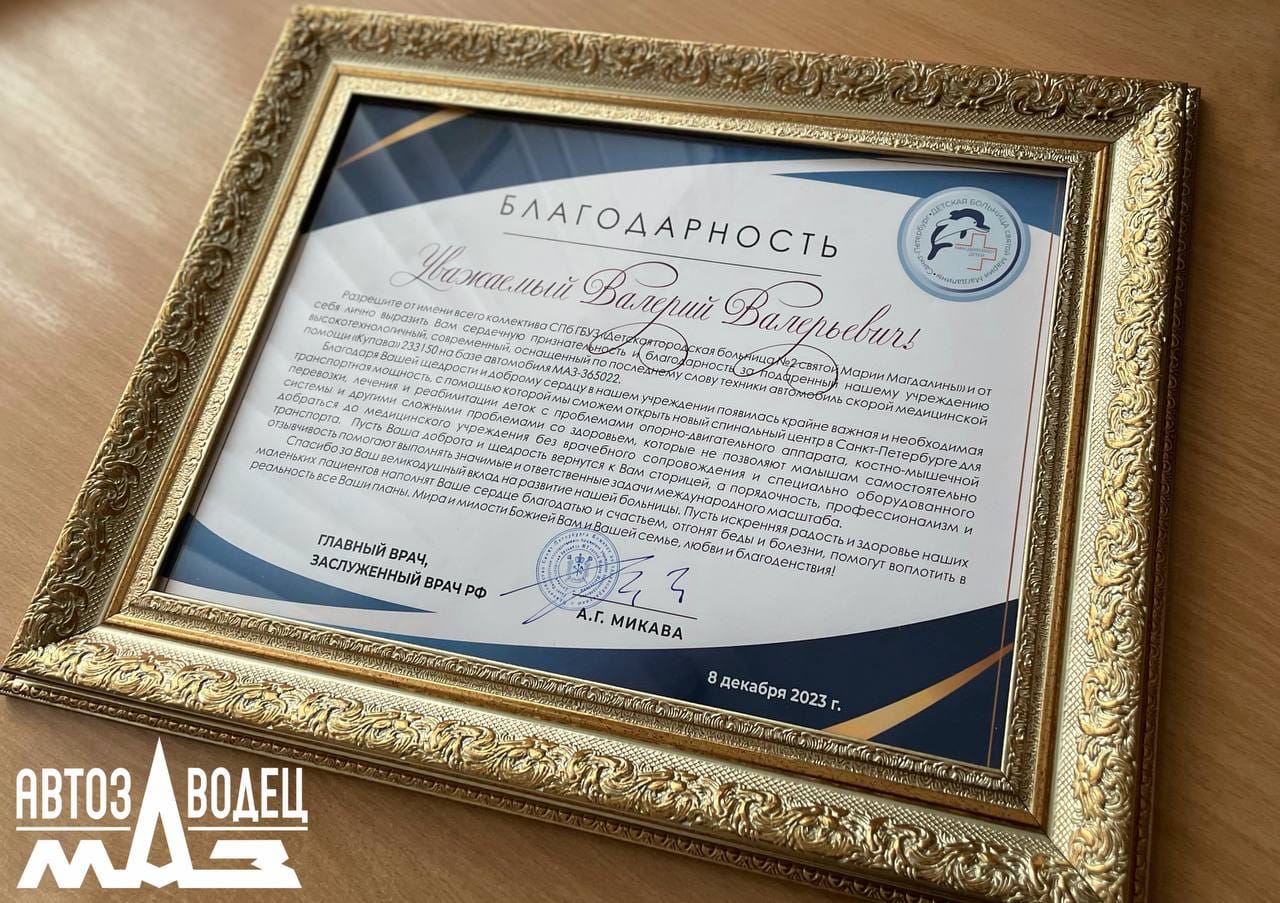 БЛАГОДАРНОСТЬ
ДЕТСКАЯ БОЛЬНИЦА святой Марии Магдалины • Санкт-Петербург •
Уважаемый Валерий Валерьевич!
Разрешите от имени всего коллектива СПб ГБУЗ «Детская городская больница №2 святой Марии Магдалины» и от
себя лично выразить Вам сердечную признательность и благодарность за подаренный нашему учреждению
высокотехнологичный, современный, оснащенный по последнему слову техники автомобиль скорой медицинской
помощи «Купава» 233150 на базе автомобиля МАЗ-365022.
Благодаря Вашей щедрости и доброму сердцу в нашем учреждении появилась крайне важная и необходимая
транспортная мощность, с помощью которой мы сможем открыть новый спинальный центр в Санкт-Петербурге для
перевозки, лечения и реабилитации деток с проблемами опорно-двигательного аппарата, костно-мышечной
системы и другими сложными проблемами со здоровьем, которые не позволяют малышам самостоятельно
добраться до медицинского учреждения без врачебного сопровождения и специально оборудованного
транспорта. Пусть Ваша доброта и щедрость вернутся к Вам сторицей, а порядочность, профессионализм и
отзывчивость помогают выполнять значимые и ответственные задачи международного масштаба.
Спасибо за Ваш великодушный вклад на развитие нашей больницы. Пусть искренняя радость и здоровье наших
маленьких пациентов наполнят Ваше сердце благодатью и счастьем, отгонят беды и болезни, помогут воплотить в
реальность все Ваши планы. Мира и милости Божией Вам и Вашей семье, любви и благоденствия!
ГЛАВНЫЙ ВРАЧ,
ЗАСЛУЖЕННЫЙ ВРАЧ РФ
А.Г. МИКАВА
8 декабря 2023 г.
АВТОЗАВОДЕЦ
МАЗ